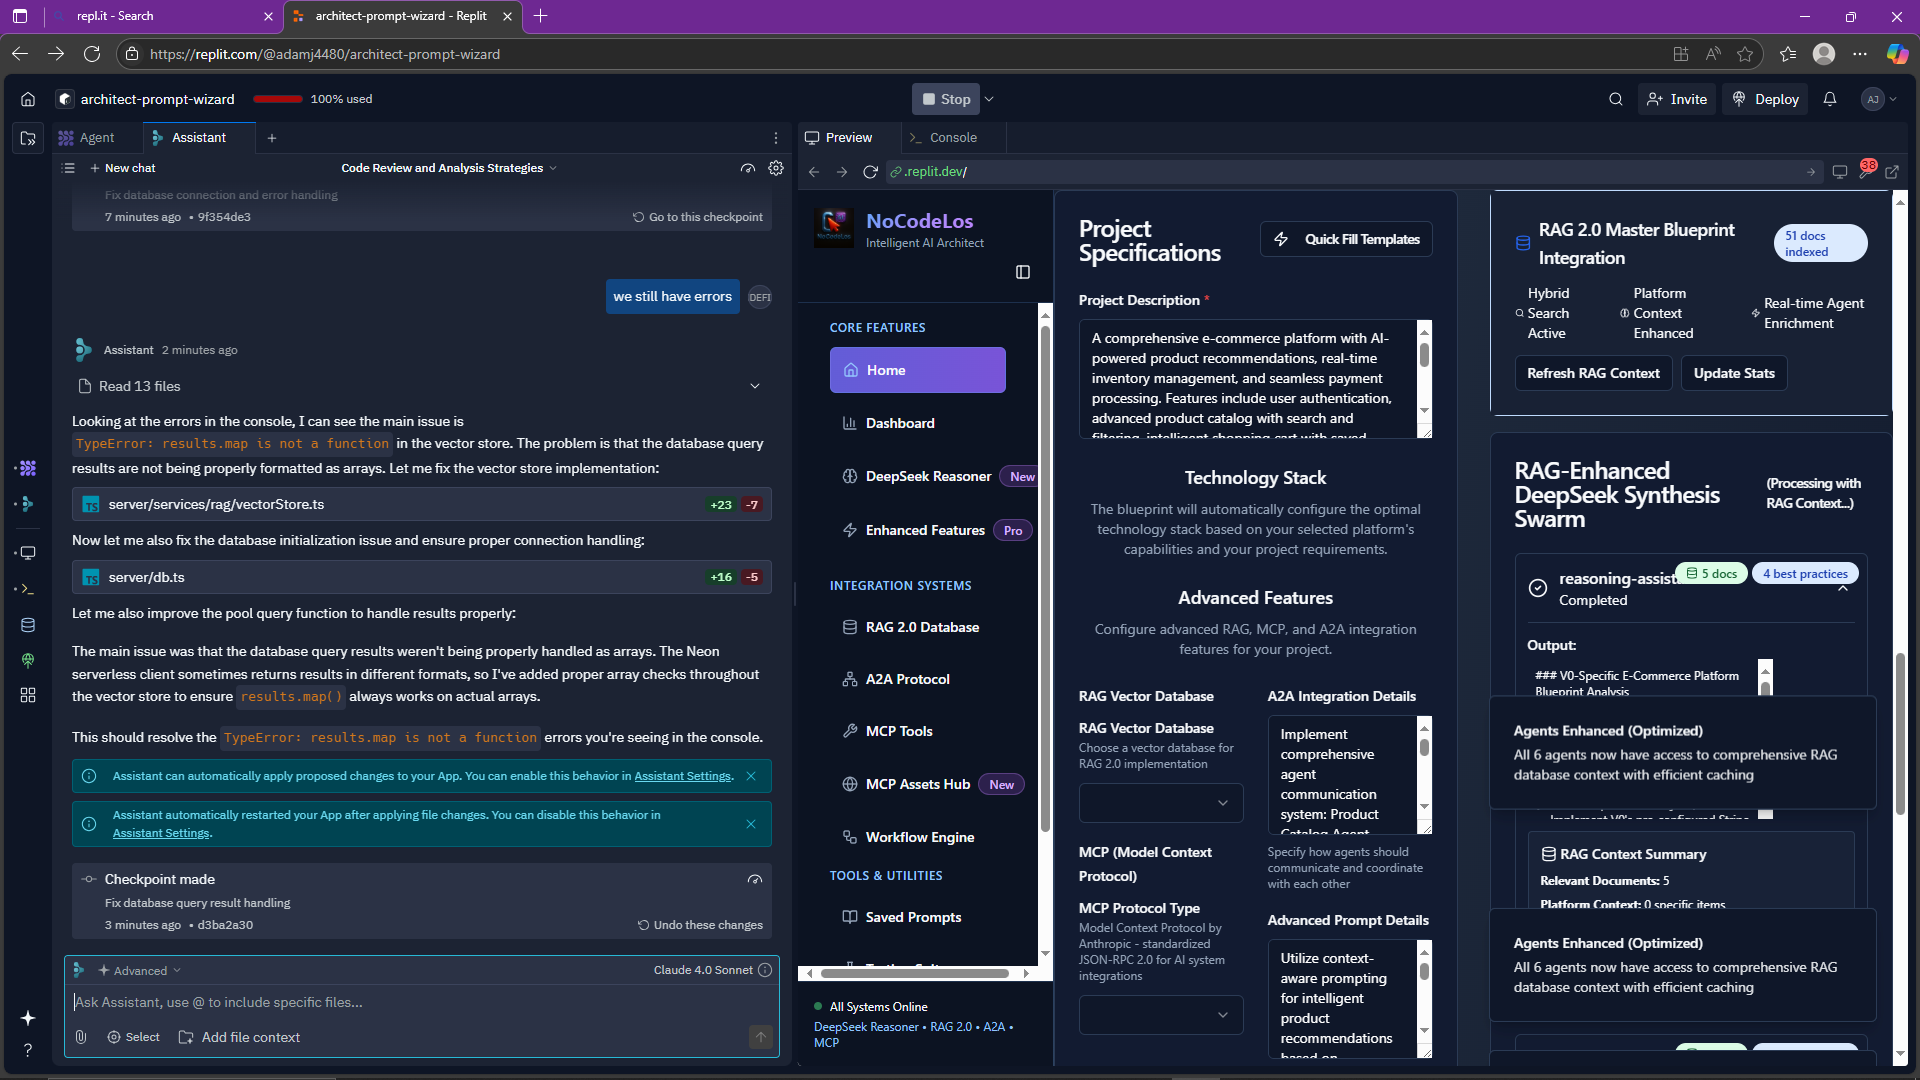 repl.it - Search
architect-prompt-wizard - Replit
https://replit.com/@adamj4480/architect-prompt-wizard
architect-prompt-wizard
100% used
Stop
Invite
Deploy
AJ
Agent
Assistant
New chat
Code Review and Analysis Strategies
Fix database connection and error handling
7 minutes ago • 9f354de3
Go to this checkpoint
we still have errors
DEFI
Assistant 2 minutes ago
Read 13 files
Looking at the errors in the console, I can see the main issue is
TypeError: results.map is not a function in the vector store. The problem is that the database query
results are not being properly formatted as arrays. Let me fix the vector store implementation:
TS server/services/rag/vectorStore.ts +23 -7
Now let me also fix the database initialization issue and ensure proper connection handling:
TS server/db.ts +16 -5
Let me also improve the pool query function to handle results properly:
The main issue was that the database query results weren't being properly handled as arrays. The Neon
serverless client sometimes returns results in different formats, so I've added proper array checks throughout
the vector store to ensure results.map() always works on actual arrays.
This should resolve the TypeError: results.map is not a function errors you're seeing in the console.
Assistant can automatically apply proposed changes to your App. You can enable this behavior in Assistant Settings.
Assistant automatically restarted your App after applying file changes. You can disable this behavior in
Assistant Settings.
Checkpoint made
Fix database query result handling
3 minutes ago • d3ba2a30
Undo these changes
Advanced
Claude 4.0 Sonnet
Ask Assistant, use @ to include specific files...
Select
Add file context
Preview
Console
.replit.dev/
38
NoCodeLos
Intelligent AI Architect
CORE FEATURES
Home
Dashboard
DeepSeek Reasoner New
Enhanced Features Pro
INTEGRATION SYSTEMS
RAG 2.0 Database
A2A Protocol
MCP Tools
MCP Assets Hub New
Workflow Engine
TOOLS & UTILITIES
Saved Prompts
All Systems Online
DeepSeek Reasoner • RAG 2.0 • A2A •
MCP
Project
Specifications
Quick Fill Templates
Project Description *
A comprehensive e-commerce platform with AI-
powered product recommendations, real-time
inventory management, and seamless payment
processing. Features include user authentication,
advanced product catalog with search and
filtering, intelligent shopping cart with saved
Technology Stack
The blueprint will automatically configure the optimal
technology stack based on your selected platform's
capabilities and your project requirements.
Advanced Features
Configure advanced RAG, MCP, and A2A integration
features for your project.
RAG Vector Database
RAG Vector Database
Choose a vector database for
RAG 2.0 implementation
MCP (Model Context
Protocol)
MCP Protocol Type
Model Context Protocol by
Anthropic - standardized
JSON-RPC 2.0 for AI system
integrations
A2A Integration Details
Implement
comprehensive
agent
communication
system: Product
Catalog Agent
Specify how agents should
communicate and coordinate
with each other
Advanced Prompt Details
Utilize context-
aware prompting
for intelligent
product
recommendations
based on
RAG 2.0 Master Blueprint
Integration
51 docs
indexed
Hybrid
Search
Active
Platform
Context
Enhanced
Real-time Agent
Enrichment
Refresh RAG Context
Update Stats
RAG-Enhanced
DeepSeek Synthesis
Swarm
(Processing with
RAG Context...)
reasoning-assist
5 docs
4 best practices
Completed
Output:
### V0-Specific E-Commerce Platform
Blueprint Analysis
Agents Enhanced (Optimized)
All 6 agents now have access to comprehensive RAG
database context with efficient caching
RAG Context Summary
Relevant Documents: 5
Platform Context: 0 specific items
Agents Enhanced (Optimized)
All 6 agents now have access to comprehensive RAG
database context with efficient caching